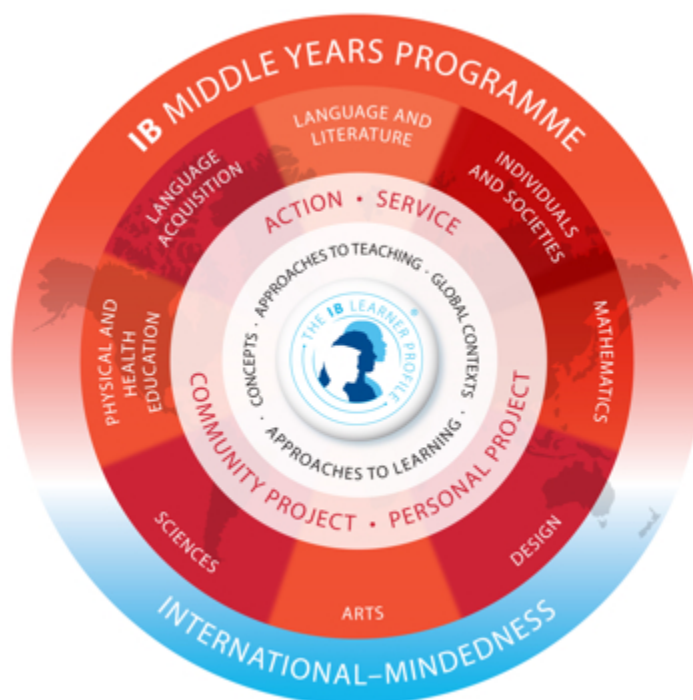 IB MIDDLE YEARS PROGRAMME
LANGUAGE AND
LITERATURE
INDIVIDUALS
AND SOCIETIES
MATHEMATICS
DESIGN
ARTS
SCIENCES
PHYSICAL AND
HEALTH
EDUCATION
LANGUAGE
ACQUISITION
ACTION • SERVICE
PERSONAL PROJECT •
COMMUNITY PROJECT
APPROACHES TO TEACHING · GLOBAL CONTEXTS ·
APPROACHES TO LEARNING · CONCEPTS ·
THE IB LEARNER PROFILE ®
INTERNATIONAL–MINDEDNESS